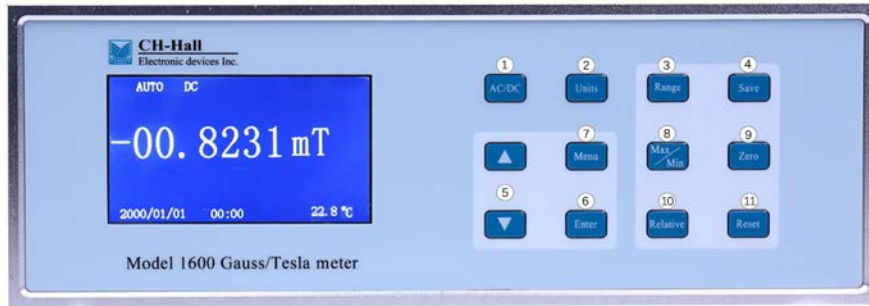 CH-Hall
Electronic devices Inc.
AUTO DC
-00.8231mT
2000/01/01 00:00 22.8℃
Model 1600 Gauss/Tesla meter
1 2 3 4
AC/DC Units Range Save
7 8 9
▲ Menu Max/Min Zero
5 6 10 11
▼ Enter Relative Reset